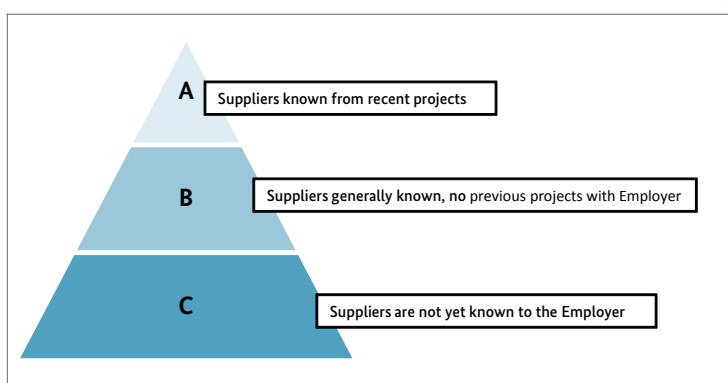 A
Suppliers known from recent projects
B
Suppliers generally known, no previous projects with Employer
C
Suppliers are not yet known to the Employer